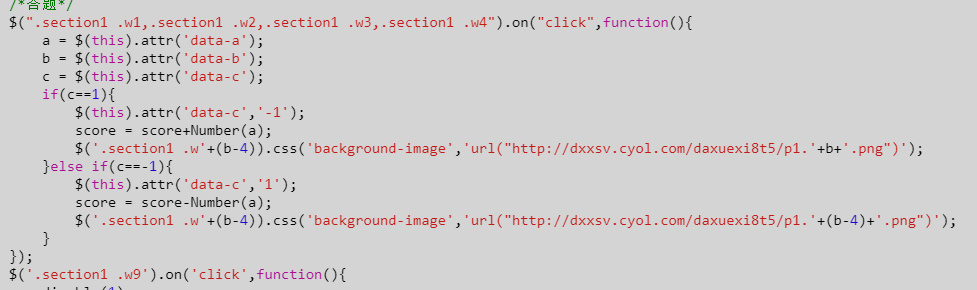 /*答题*/
$(".section1 .w1,.section1 .w2,.section1 .w3,.section1 .w4").on("click",function(){
    a = $(this).attr('data-a');
    b = $(this).attr('data-b');
    c = $(this).attr('data-c');
    if(c==1){
        $(this).attr('data-c','-1');
        score = score+Number(a);
        $('.section1 .w'+(b-4)).css('background-image','url("http://dxxsv.cyol.com/daxuexi8t5/p1.'+b+'.png")');
    }else if(c==-1){
        $(this).attr('data-c','1');
        score = score-Number(a);
        $('.section1 .w'+(b-4)).css('background-image','url("http://dxxsv.cyol.com/daxuexi8t5/p1.'+(b-4)+'.png")');
    }
});
$('.section1 .w9').on('click',function(){